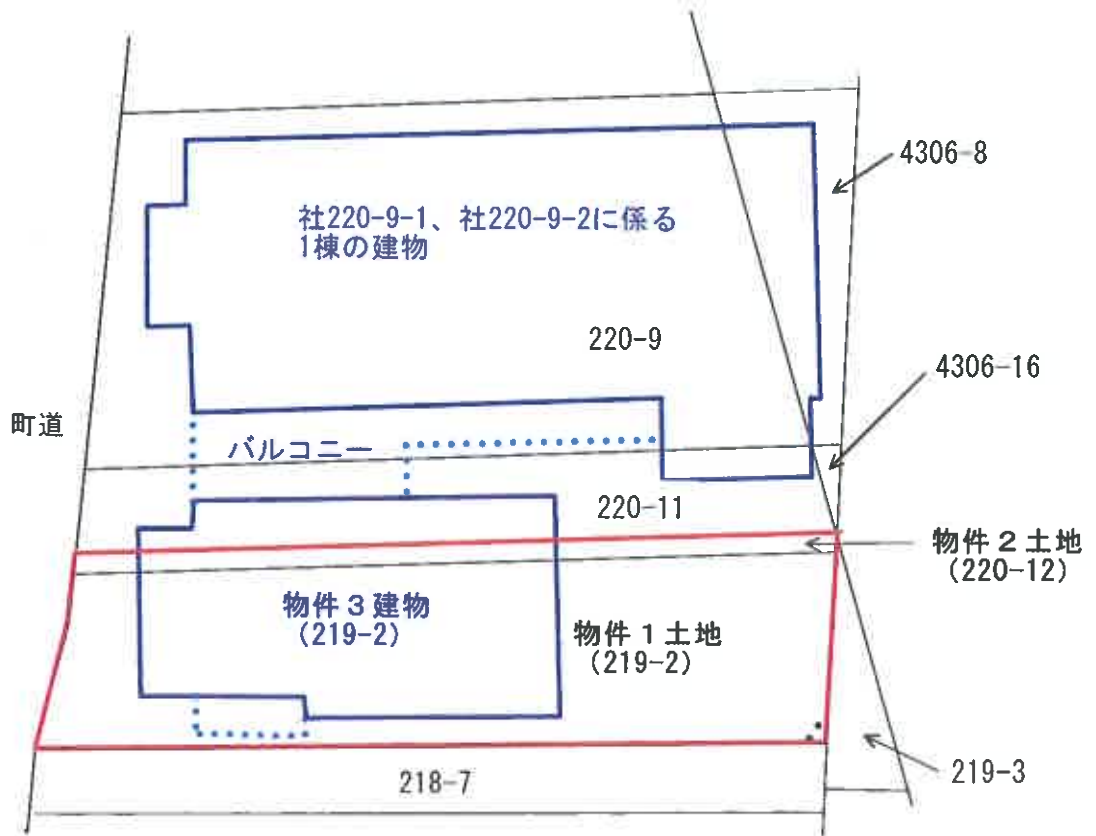 4306-8
社220-9-1、社220-9-2に係る
1棟の建物
220-9
4306-16
町道
バルコニー
220-11
物件2土地
(220-12)
物件3建物
(219-2)
物件1土地
(219-2)
219-3
218-7